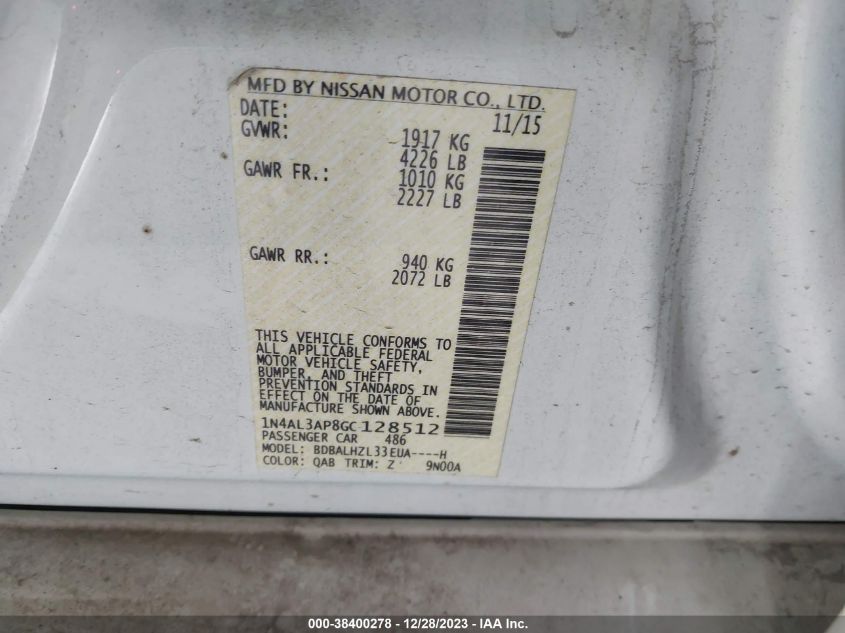 MFD BY NISSAN MOTOR CO., LTD.
DATE: 11/15
GVWR: 1917 KG
4226 LB
GAWR FR.: 1010 KG
2227 LB
GAWR RR.: 940 KG
2072 LB
THIS VEHICLE CONFORMS TO
ALL APPLICABLE FEDERAL
MOTOR VEHICLE SAFETY,
BUMPER, AND THEFT
PREVENTION STANDARDS IN
EFFECT ON THE DATE OF
MANUFACTURE SHOWN ABOVE.
1N4AL3AP8GC128512
PASSENGER CAR 486
MODEL: BDBALHZL33EUA----H
COLOR: QAB TRIM: Z 9N00A
000-38400278 - 12/28/2023 - IAA Inc.